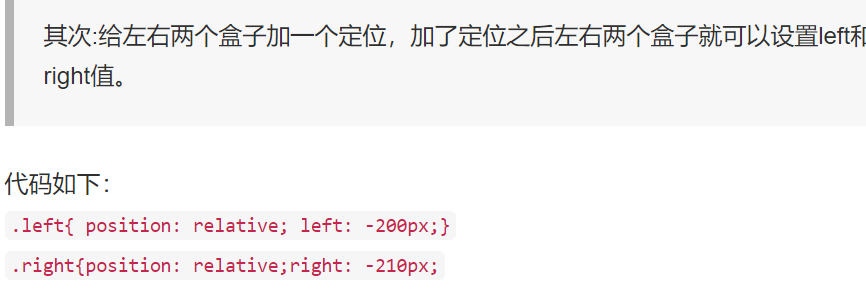 其次:给左右两个盒子加一个定位，加了定位之后左右两个盒子就可以设置left和
right值。
代码如下：
.left{ position: relative; left: -200px;}
.right{position: relative;right: -210px;